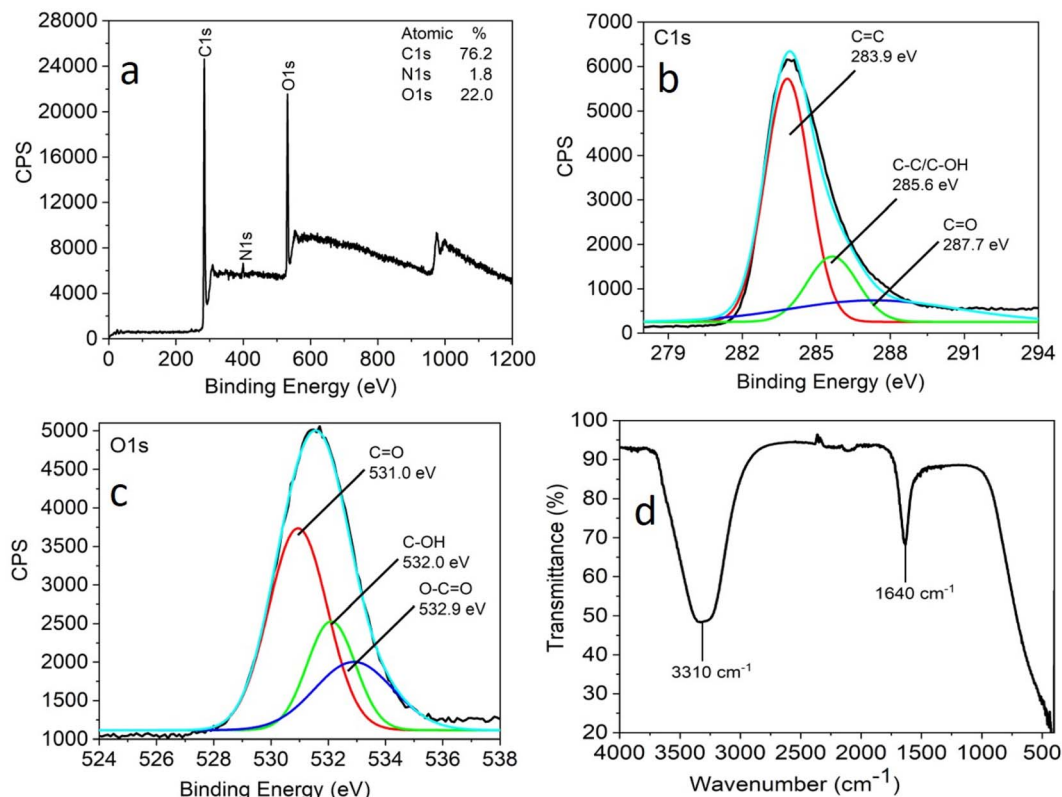 a
28000
24000
20000
16000
12000
8000
4000
0
CPS
0 200 400 600 800 1000 1200
Binding Energy (eV)
C1s
N1s
O1s
Atomic %
C1s 76.2
N1s 1.8
O1s 22.0
b
C1s
7000
6000
5000
4000
3000
2000
1000
0
CPS
279 282 285 288 291 294
Binding Energy (eV)
C=C
283.9 eV
C-C/C-OH
285.6 eV
C=O
287.7 eV
c
O1s
5000
4500
3750
3000
2500
2000
1500
1000
CPS
524 526 528 530 532 534 536 538
Binding Energy (eV)
C=O
531.0 eV
C-OH
532.0 eV
O-C=O
532.9 eV
d
100
90
80
70
60
50
40
30
20
Transmittance (%)
4000 3500 3000 2500 2000 1500 1000 500
Wavenumber (cm⁻¹)
3310 cm⁻¹
1640 cm⁻¹